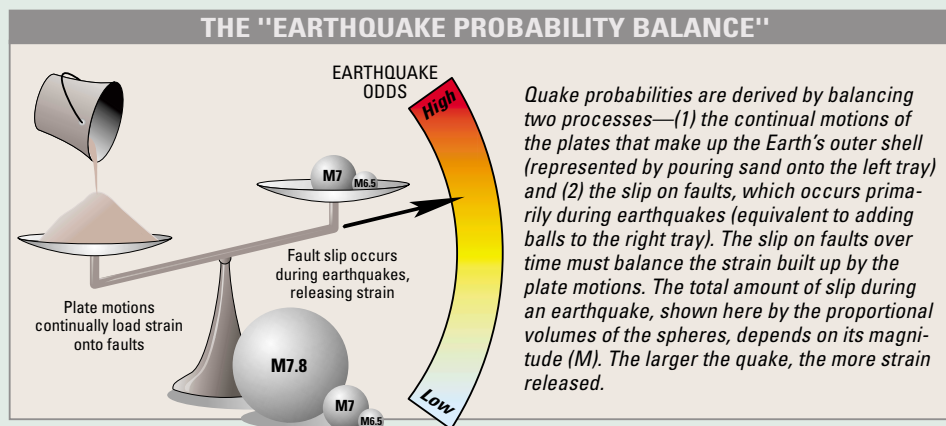 THE "EARTHQUAKE PROBABILITY BALANCE"
EARTHQUAKE
ODDS
High
M7
M6.5
Fault slip occurs
during earthquakes,
releasing strain
Plate motions
continually load strain
onto faults
M7.8
M7
M6.5
Low
Quake probabilities are derived by balancing
two processes—(1) the continual motions of
the plates that make up the Earth's outer shell
(represented by pouring sand onto the left tray)
and (2) the slip on faults, which occurs prima-
rily during earthquakes (equivalent to adding
balls to the right tray). The slip on faults over
time must balance the strain built up by the
plate motions. The total amount of slip during
an earthquake, shown here by the proportional
volumes of the spheres, depends on its magni-
tude (M). The larger the quake, the more strain
released.